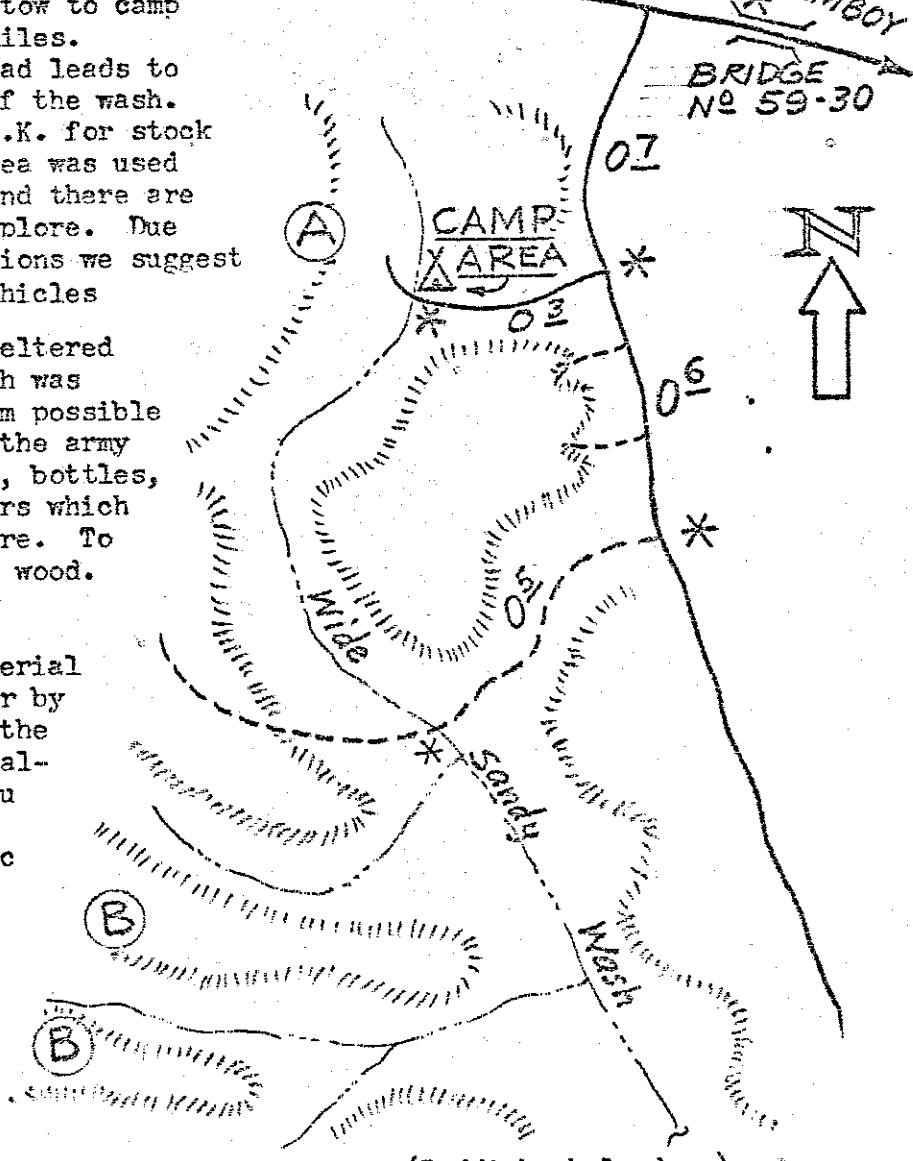 tow to camp
iles.
ad leads to
f the wash.
.K. for stock
ea was used
nd there are
plore. Due
ions we suggest
hicles
eltered
h was
m possible
the army
, bottles,
rs which
re. To
wood.
erial
r by
the
al-
u
c
BOY
BRIDGE
Nº 59-30
07
A
CAMP
AREA
N
03
06
05
Wide
Sandy
Wash
B
B